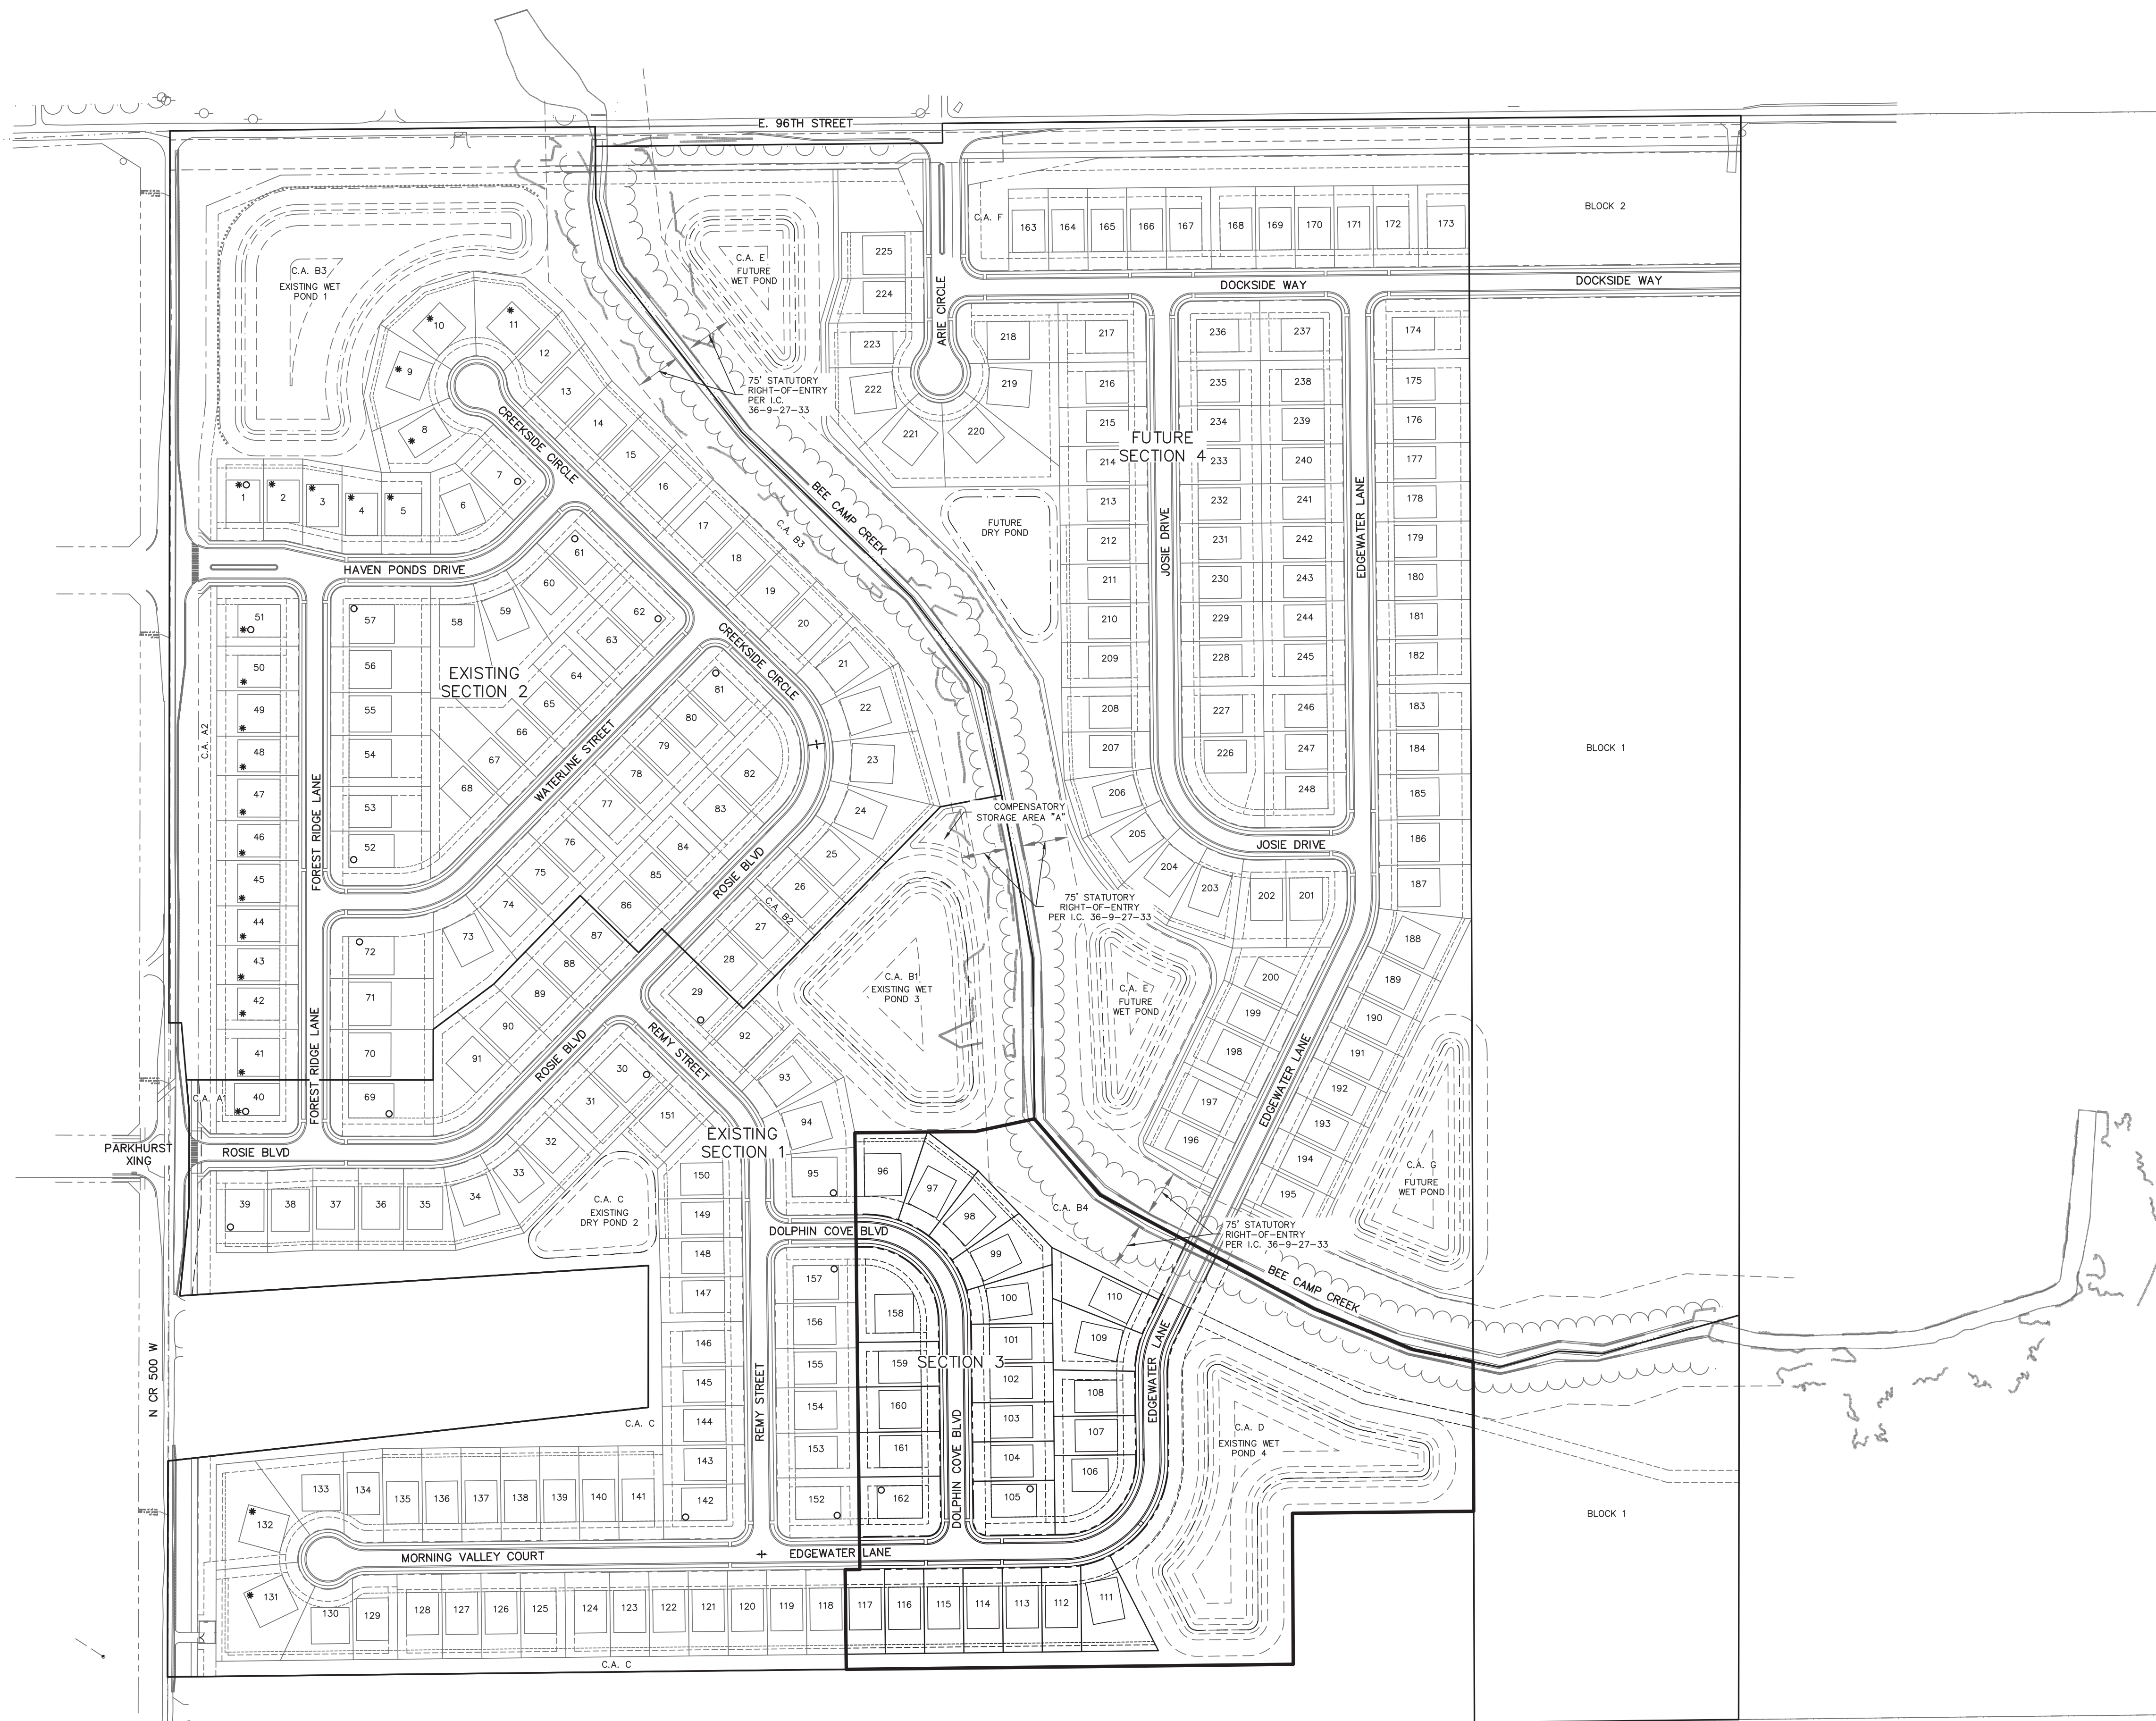 E. 96TH STREET
BLOCK 2
C.A. F
163 164 165 166 167 168 169 170 171 172 173
DOCKSIDE WAY
DOCKSIDE WAY
C.A. B3
EXISTING WET
POND 1
C.A. E
FUTURE
WET POND
225
224
223
222
221
220
219
218
ARIE CIRCLE
75' STATUTORY
RIGHT-OF-ENTRY
PER I.C.
36-9-27-33
10
11
12
13
14
15
16
17
18
19
20
21
22
23
24
25
26
27
28
29
9
8
7
6
1 2 3 4 5
CREEKSIDE CIRCLE
HAVEN PONDS DRIVE
C.A. B3
BEE CAMP CREEK
FUTURE
DRY POND
FUTURE
SECTION 4
217
216
215
214
213
212
211
210
209
208
207
206
205
204
203
202
201
JOSIE DRIVE
236 237
235 238
234 239
233 240
232 241
231 242
230 243
229 244
228 245
227 246
226 247
248
JOSIE DRIVE
EDGEWATER LANE
174
175
176
177
178
179
180
181
182
183
184
185
186
187
188
189
190
191
192
193
194
195
BLOCK 1
51
50
49
48
47
46
45
44
43
42
41
40
C.A. A2
C.A. A1
FOREST RIDGE LANE
FOREST RIDGE LANE
57
56
55
54
53
52
58
59
60
61
62
63
64
65
66
67
68
EXISTING
SECTION 2
WATERLINE STREET
CREEKSIDE CIRCLE
81
80
79
78
77
76
75
74
73
82
83
84
85
86
87
88
89
90
91
72
71
70
69
ROSIE BLVD
C.A. B2
COMPENSATORY
STORAGE AREA "A"
75' STATUTORY
RIGHT-OF-ENTRY
PER I.C. 36-9-27-33
C.A. B1
EXISTING WET
POND 3
C.A. E
FUTURE
WET POND
200
199
198
197
196
EDGEWATER LANE
C.A. G
FUTURE
WET POND
PARKHURST
XING
ROSIE BLVD
ROSIE BLVD
REMY STREET
30
31
32
33
34
35
36
37
38
39
151
C.A. C
EXISTING
DRY POND 2
EXISTING
SECTION 1
92
93
94
95
96
97
98
99
100
101
102
103
104
105
C.A. B4
75' STATUTORY
RIGHT-OF-ENTRY
PER I.C. 36-9-27-33
BEE CAMP CREEK
DOLPHIN COVE BLVD
150
149
148
147
146
145
144
143
142
157
156
155
154
153
152
158
159
160
161
162
SECTION 3
110
109
108
107
106
REMY STREET
DOLPHIN COVE BLVD
EDGEWATER LANE
C.A. D
EXISTING WET
POND 4
N CR 500 W
C.A. C
BLOCK 1
133 134 135 136 137 138 139 140 141
132
131
MORNING VALLEY COURT
EDGEWATER LANE
130 129 128 127 126 125 124 123 122 121 120 119 118 117 116 115 114 113 112 111
C.A. C